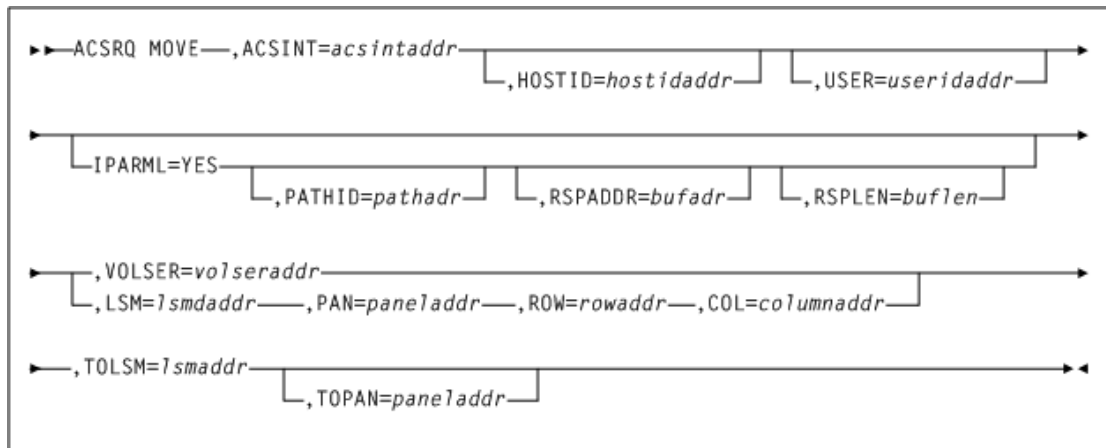 ACSRQ MOVE ,ACSINT=acsintaddr
,HOSTID=hostidaddr ,USER=useridaddr
IPARML=YES
,PATHID=pathadr ,RSPADDR=bufadr ,RSPLEN=buflen
,VOLSER=volseraddr
,LSM=lsmdaddr ,PAN=paneladdr ,ROW=rowaddr ,COL=columnaddr
,TOLSM=lsmaddr
,TOPAN=paneladdr